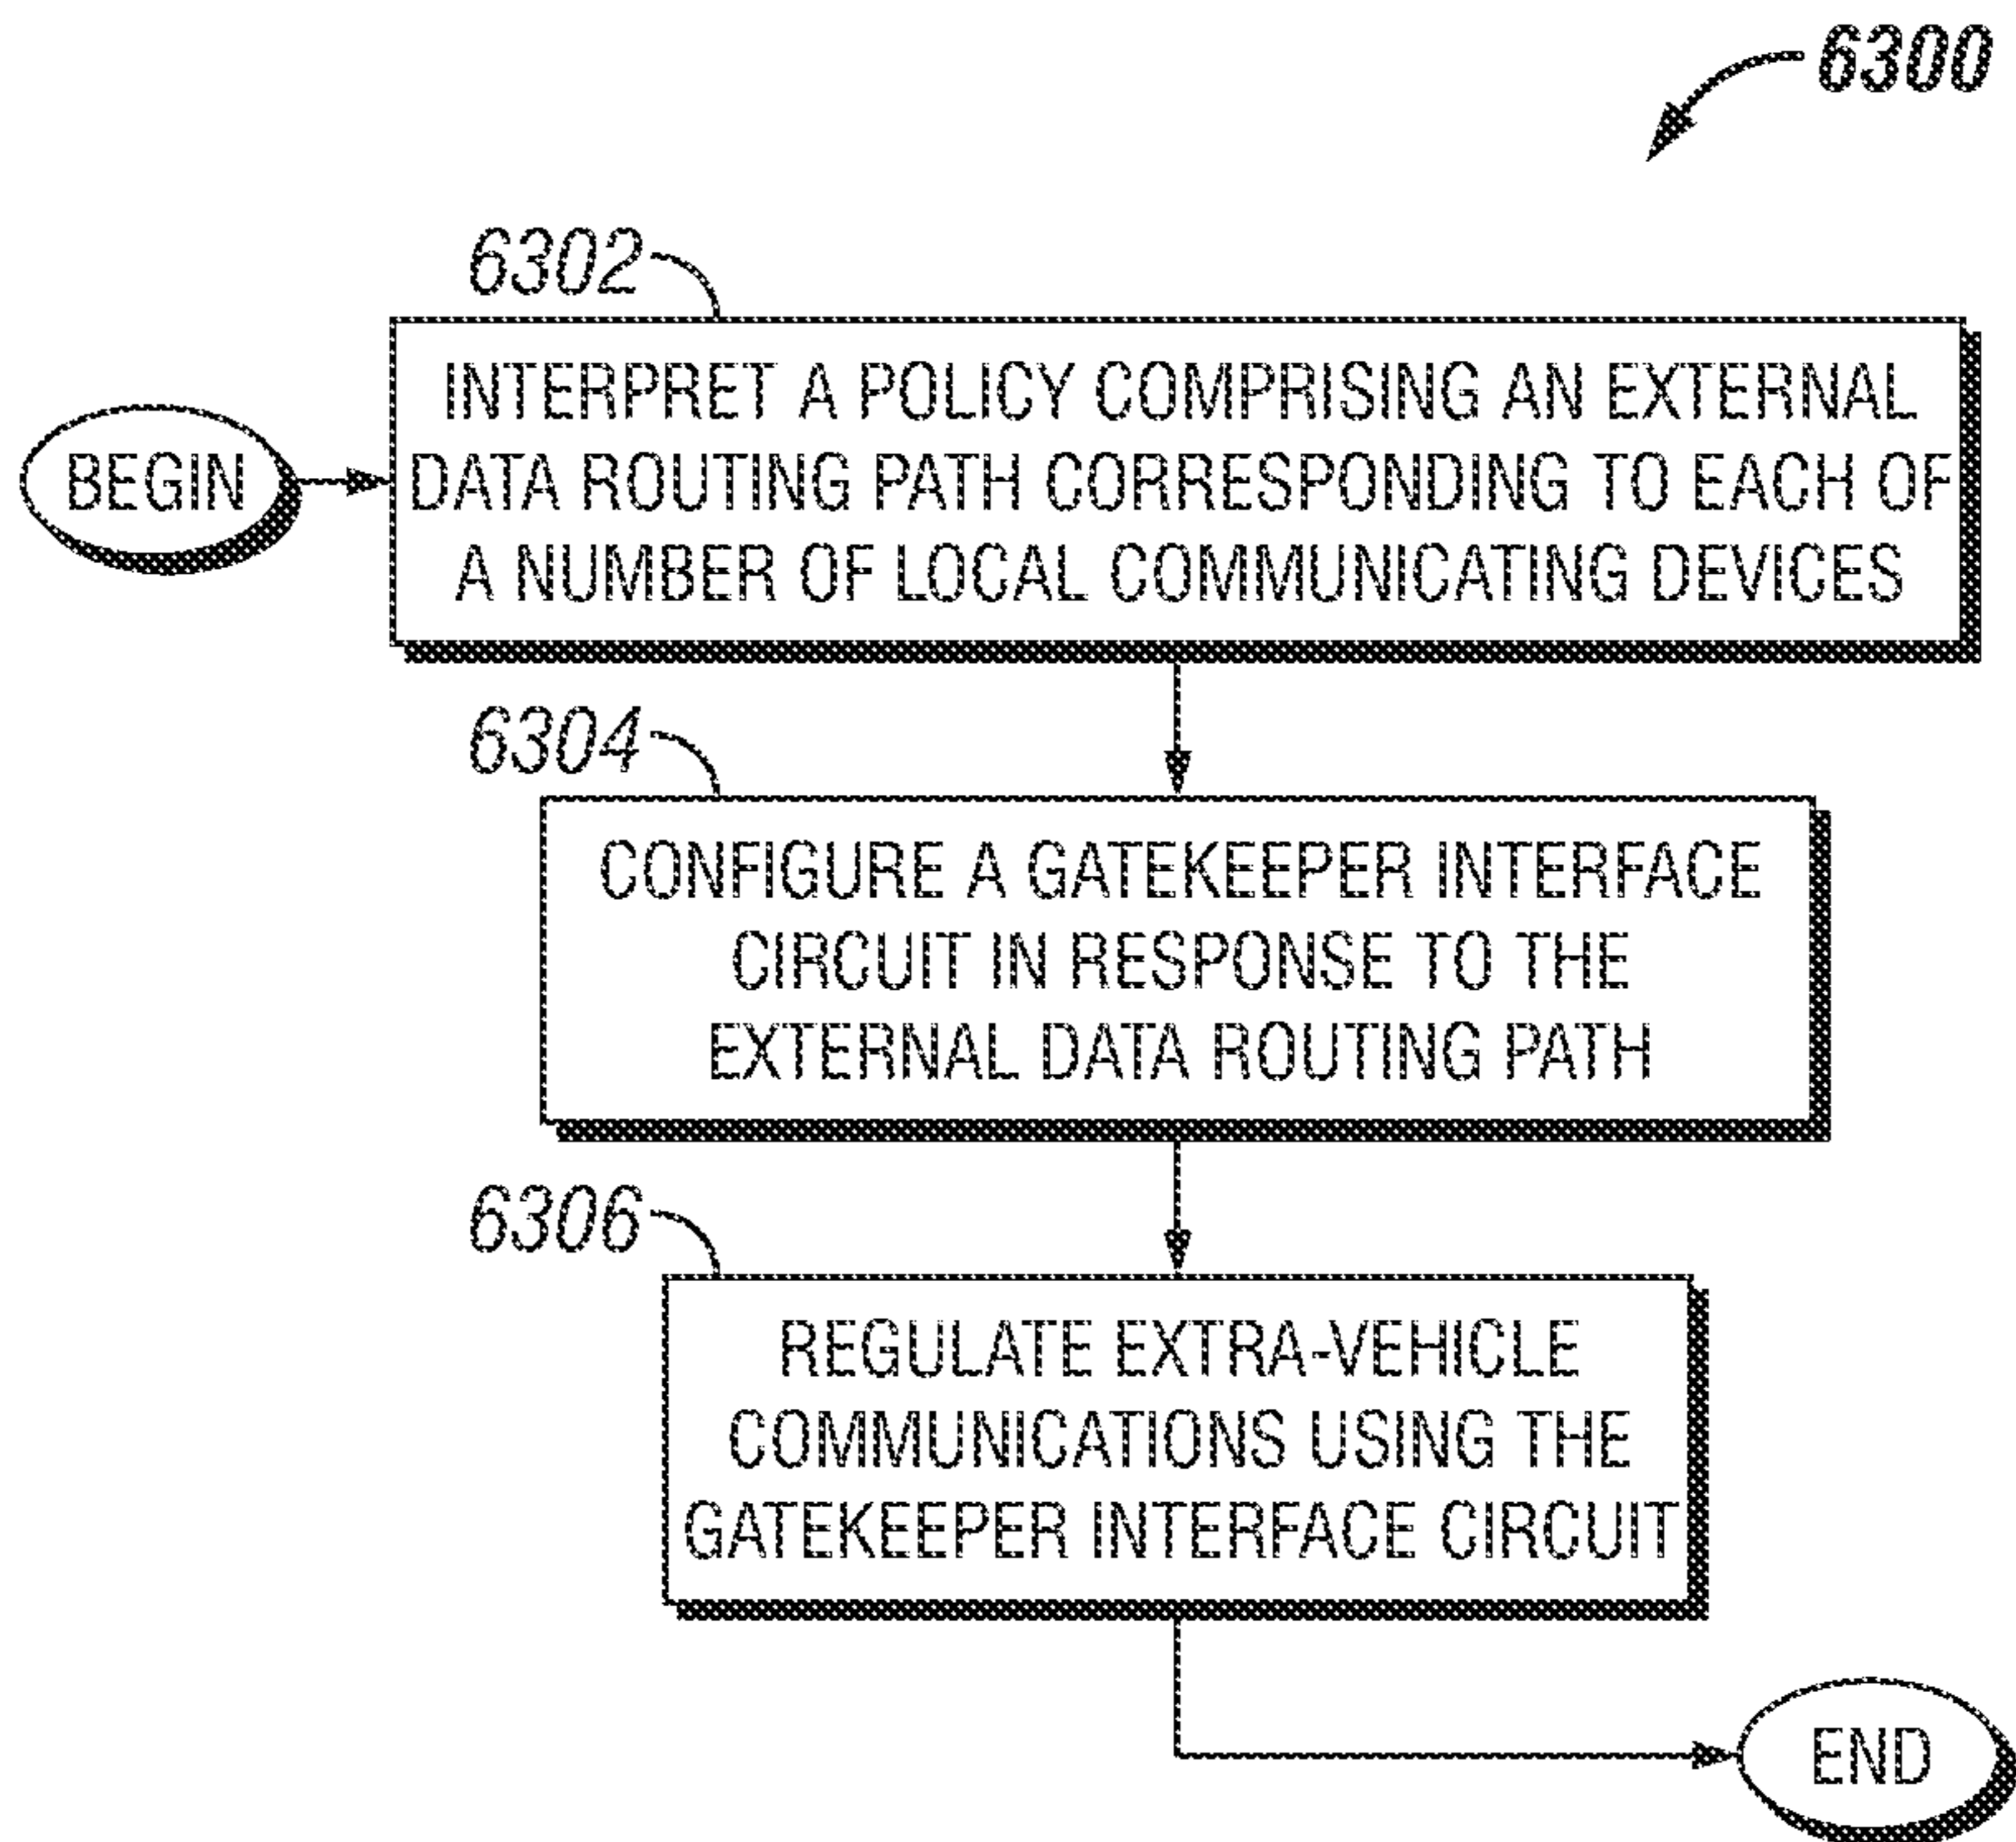 6300
6302
INTERPRET A POLICY COMPRISING AN EXTERNAL
BEGIN
DATA ROUTING PATH CORRESPONDING TO EACH OF
A NUMBER OF LOCAL COMMUNICATING DEVICES
6304
CONFIGURE A GATEKEEPER INTERFACE
CIRCUIT IN RESPONSE TO THE
EXTERNAL DATA ROUTING PATH
6306
REGULATE EXTRA-VEHICLE
COMMUNICATIONS USING THE
GATEKEEPER INTERFACE CIRCUIT
END